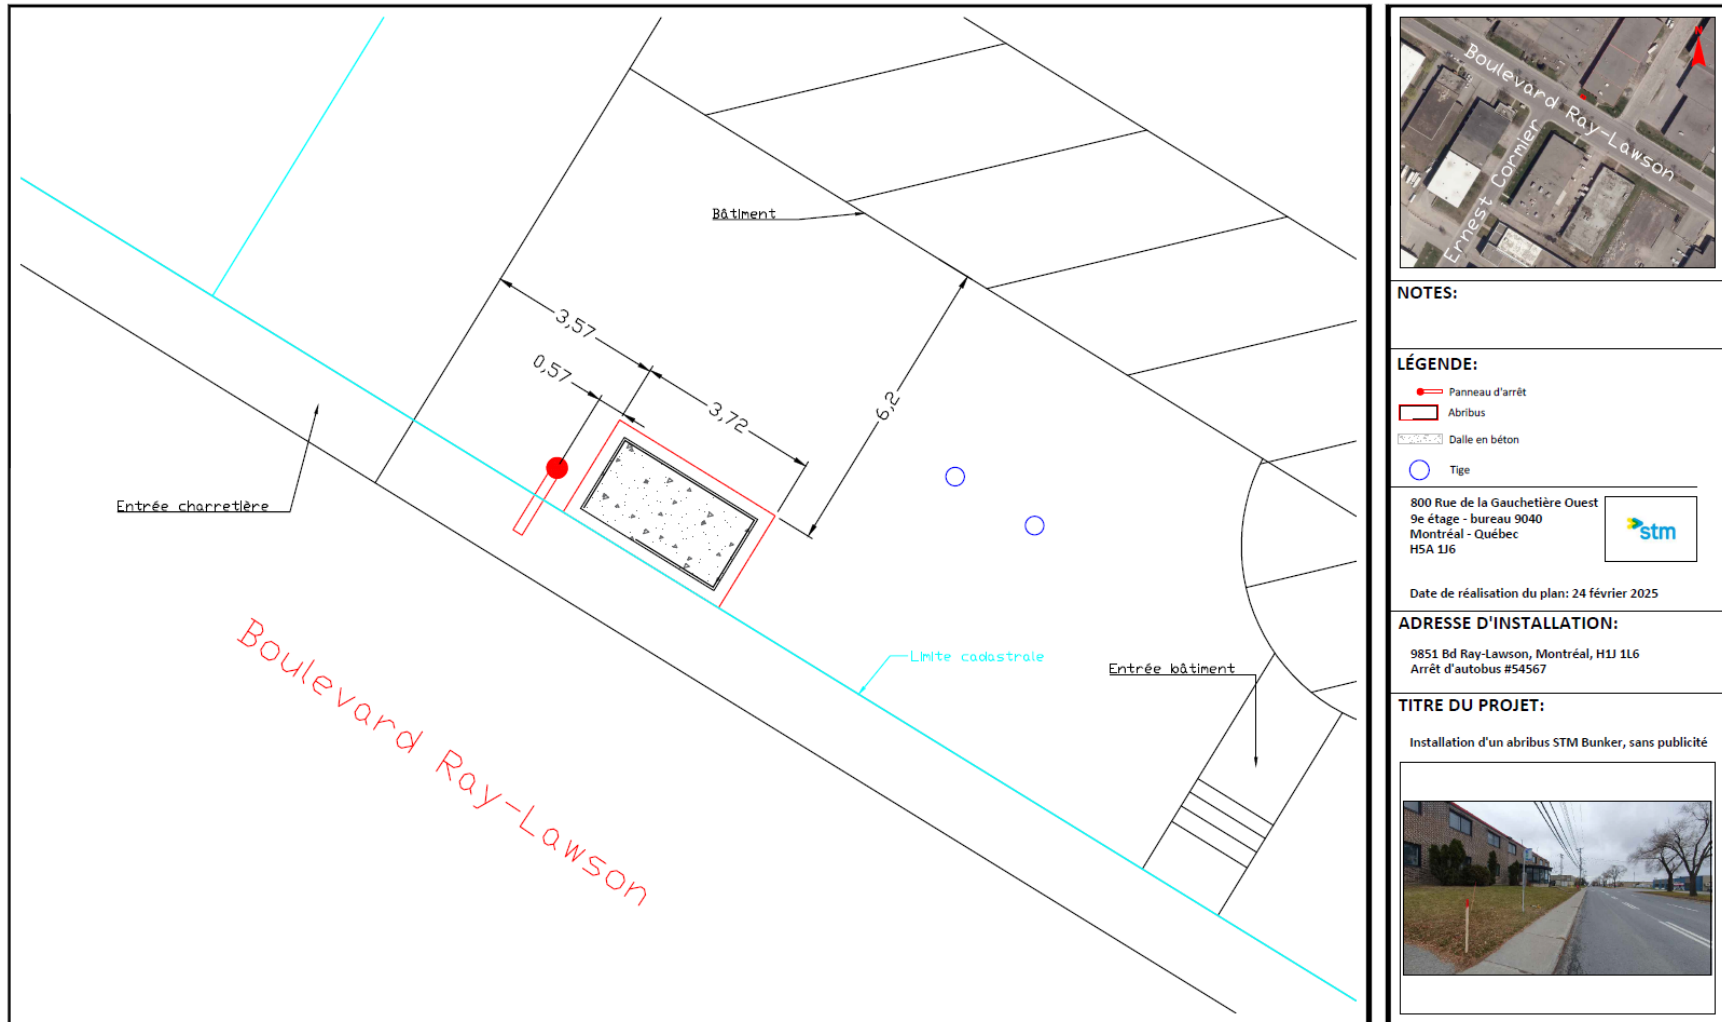 Bâtiment
3,57
0,57
3,72
6,2
Entrée charretière
Limite cadastrale
Entrée bâtiment
Boulevard Ray-Lawson
N
Boulevard Ray-Lawson
Ernest Cormier
NOTES:
LÉGENDE:
Panneau d'arrêt
Abribus
Dalle en béton
Tige
800 Rue de la Gauchetière Ouest
9e étage - bureau 9040
Montréal - Québec
H5A 1J6
stm
Date de réalisation du plan: 24 février 2025
ADRESSE D'INSTALLATION:
9851 Bd Ray-Lawson, Montréal, H1J 1L6
Arrêt d'autobus #54567
TITRE DU PROJET:
Installation d'un abribus STM Bunker, sans publicité